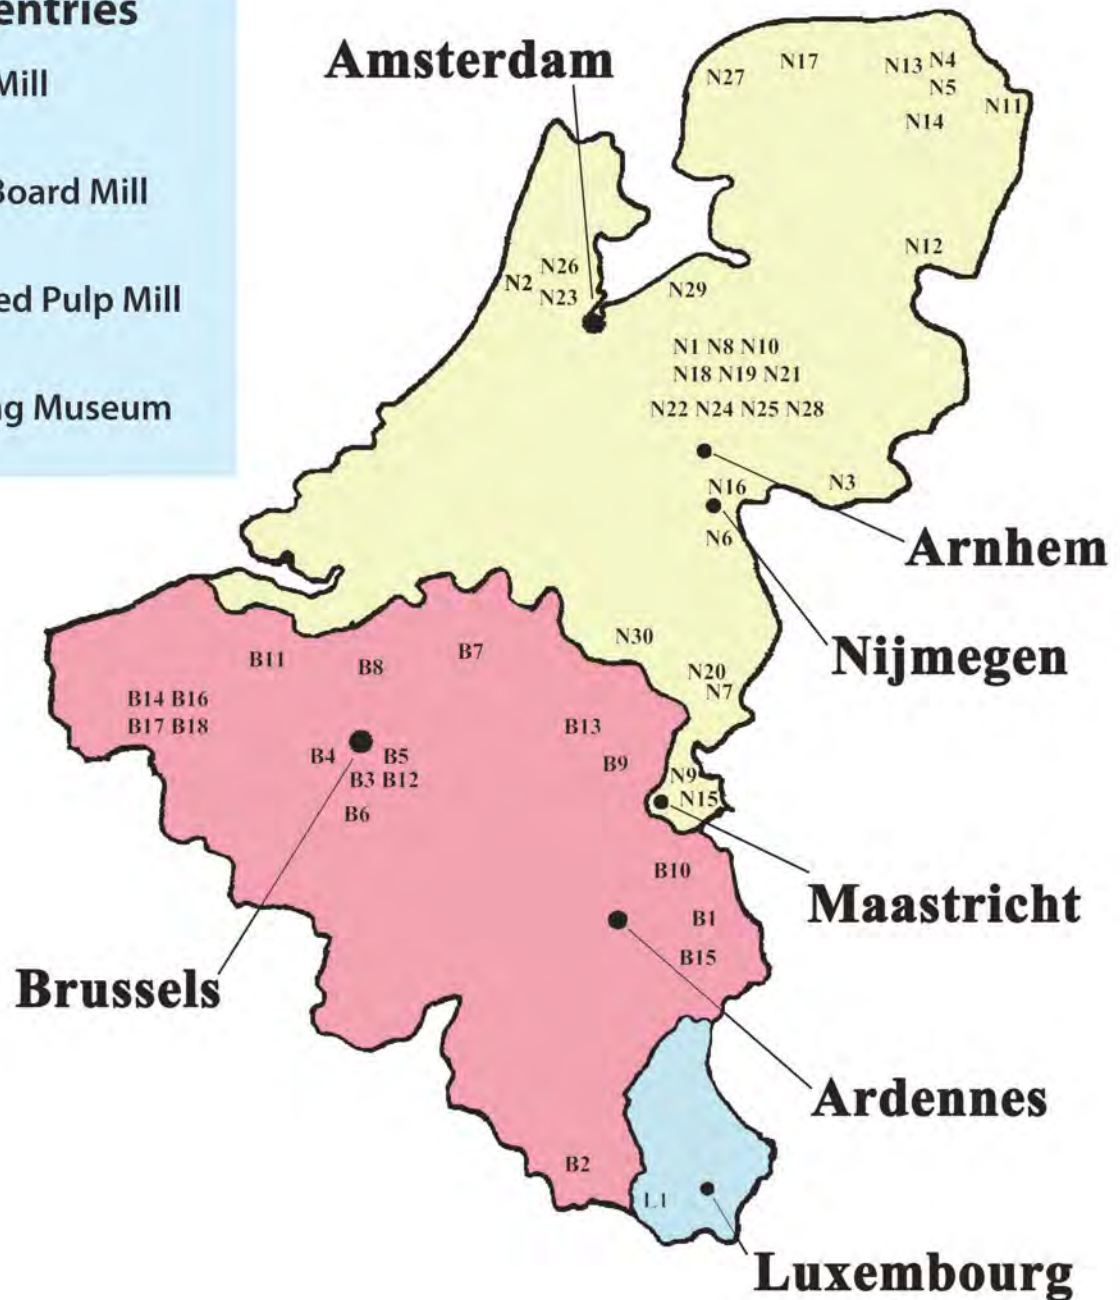 entries
Mill
Board Mill
ed Pulp Mill
ng Museum
Amsterdam
N27
N17
N13 N4
N5
N11
N14
N12
N2
N26
N23
N29
N1 N8 N10
N18 N19 N21
N22 N24 N25 N28
N16
N3
N6
Arnhem
Nijmegen
N30
N20
N7
B11
B8
B7
B14 B16
B17 B18
B13
B4
B5
B9
B3 B12
B6
N9
N15
B10
B1
B15
Maastricht
Brussels
Ardennes
B2
L1
Luxembourg